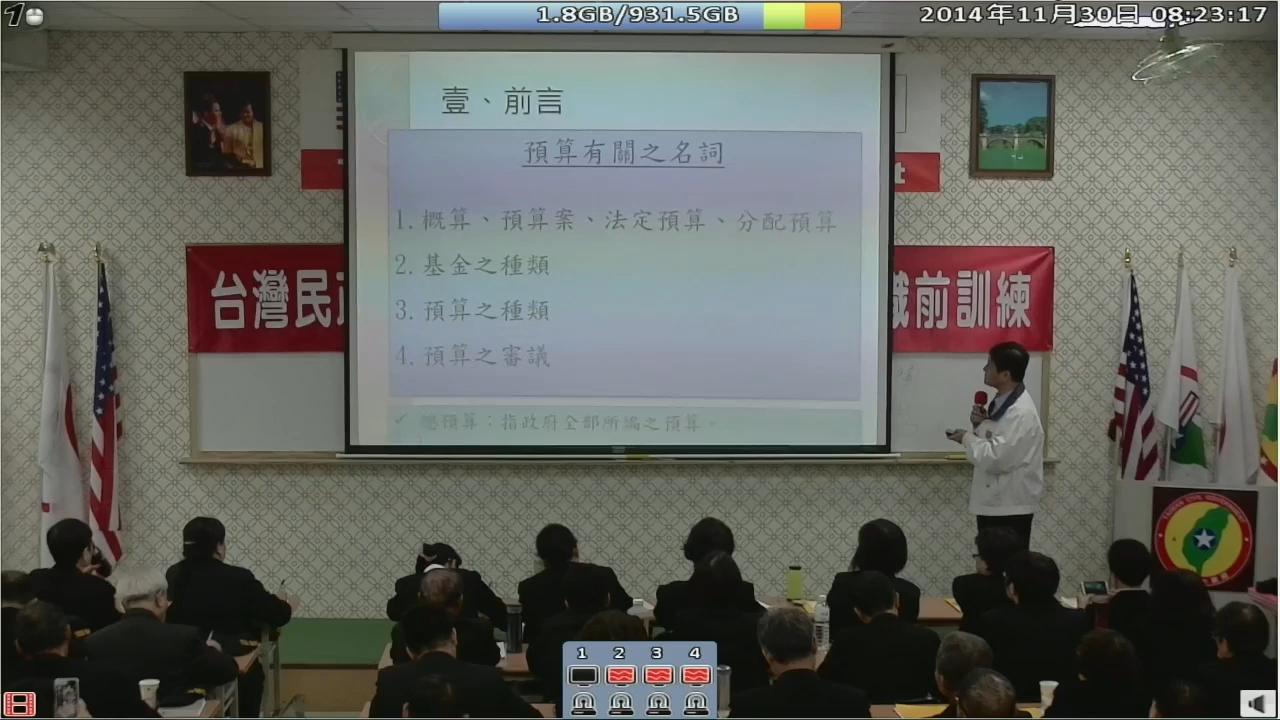 1
1.8GB/931.5GB
2014年11月30日 08:23:17
壹、前言
預算有關之名詞
1. 概算、預算案、法定預算、分配預算
2. 基金之種類
3. 預算之種類
4. 預算之審議
✓ 總預算：指政府全部所編之預算。
t
台灣民
職前訓練
TAIWAN CIVIL GOVERNMENT
1 2 3 4